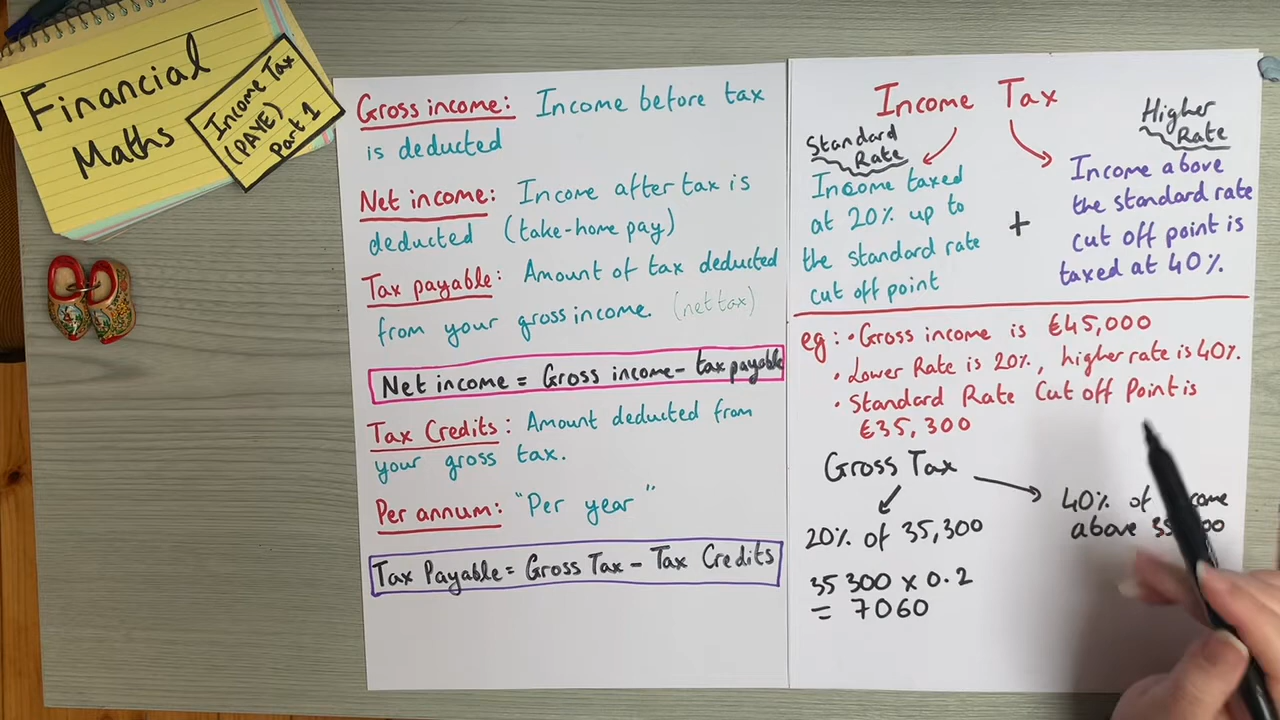 Financial
Maths
Income Tax
(PAYE)
Part 1
Gross income: Income before tax
is deducted
Net income: Income after tax is
deducted (take-home pay)
Tax payable: Amount of tax deducted
from your gross income. (net tax)
Net income = Gross income - tax payable
Tax Credits: Amount deducted from
your gross tax.
Per annum: "Per year"
Tax Payable = Gross Tax - Tax Credits
Income Tax
Standard
Rate
Income taxed
at 20% up to
the standard rate
cut off point
+
Higher
Rate
Income above
the standard rate
cut off point is
taxed at 40%.
eg: • Gross income is €45,000
• Lower Rate is 20%, higher rate is 40%.
• Standard Rate Cut off Point is
€35,300
Gross Tax
20% of 35,300
35 300 x 0.2
= 7060
40% of
above